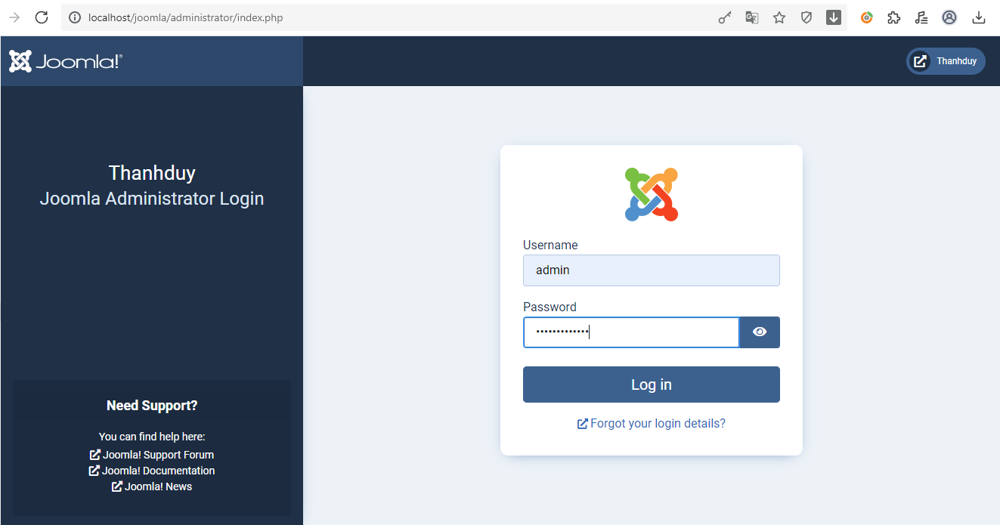 localhost/joomla/administrator/index.php
Joomla!®
Thanhduy
Thanhduy
Joomla Administrator Login
Username
admin
Password
•••••••••••••
Log in
Forgot your login details?
Need Support?
You can find help here:
Joomla! Support Forum
Joomla! Documentation
Joomla! News